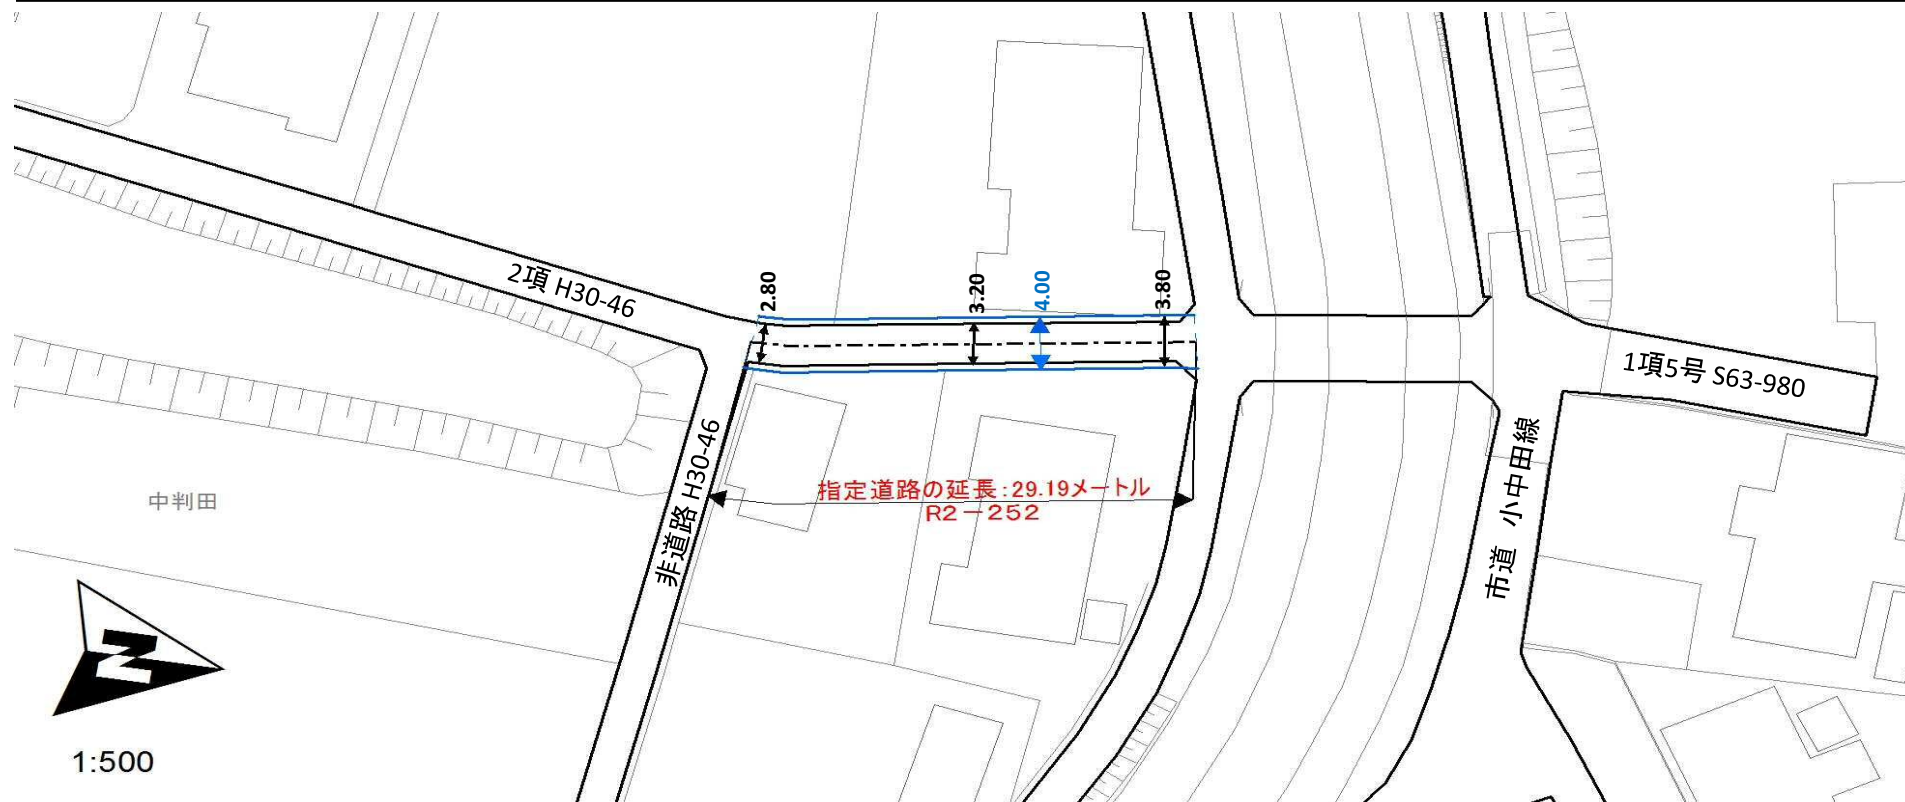 2項 H30-46
2.80
3.20
4.00
3.80
1項5号 S63-980
非道路 H30-46
指定道路の延長:29.19メートル
R2-252
市道 小中田線
中判田
N
1:500